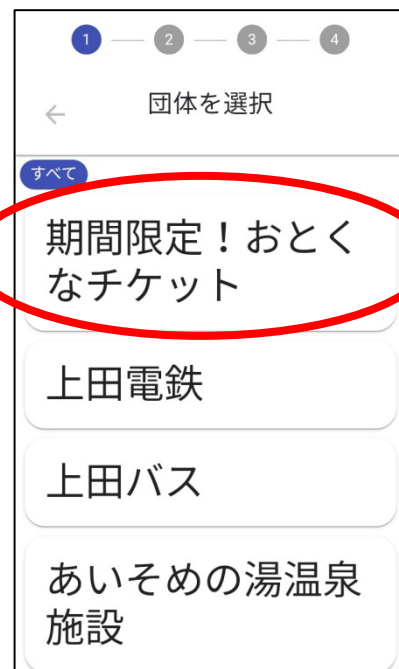 1 2 3 4
← 団体を選択
すべて
期間限定！おとく
なチケット
上田電鉄
上田バス
あいそめの湯温泉
施設